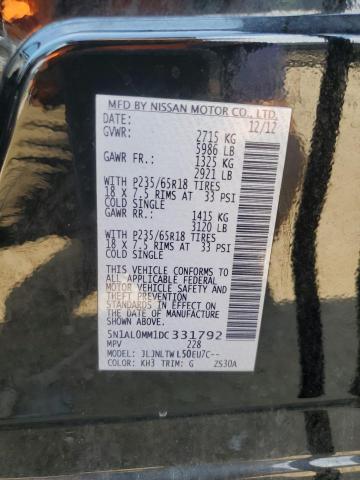 MFD BY NISSAN MOTOR CO., LTD.
DATE: 12/12
GVWR: 2715 KG
5986 LB
GAWR FR.: 1325 KG
2921 LB
WITH P235/65R18 TIRES
18 X 7.5 RIMS AT 33 PSI
COLD SINGLE
GAWR RR.: 1415 KG
3120 LB
WITH P235/65R18 TIRES
18 X 7.5 RIMS AT 33 PSI
COLD SINGLE
THIS VEHICLE CONFORMS TO ALL
APPLICABLE U.S. FEDERAL
MOTOR VEHICLE SAFETY AND
THEFT PREVENTION
STANDARDS IN EFFECT ON THE
DATE OF MANUFACTURE
SHOWN ABOVE.
5N1AL0MM1DC331792
MPV 228
MODEL: JLJNLTWL50EU7C--
COLOR: KH3 TRIM: G ZS30A